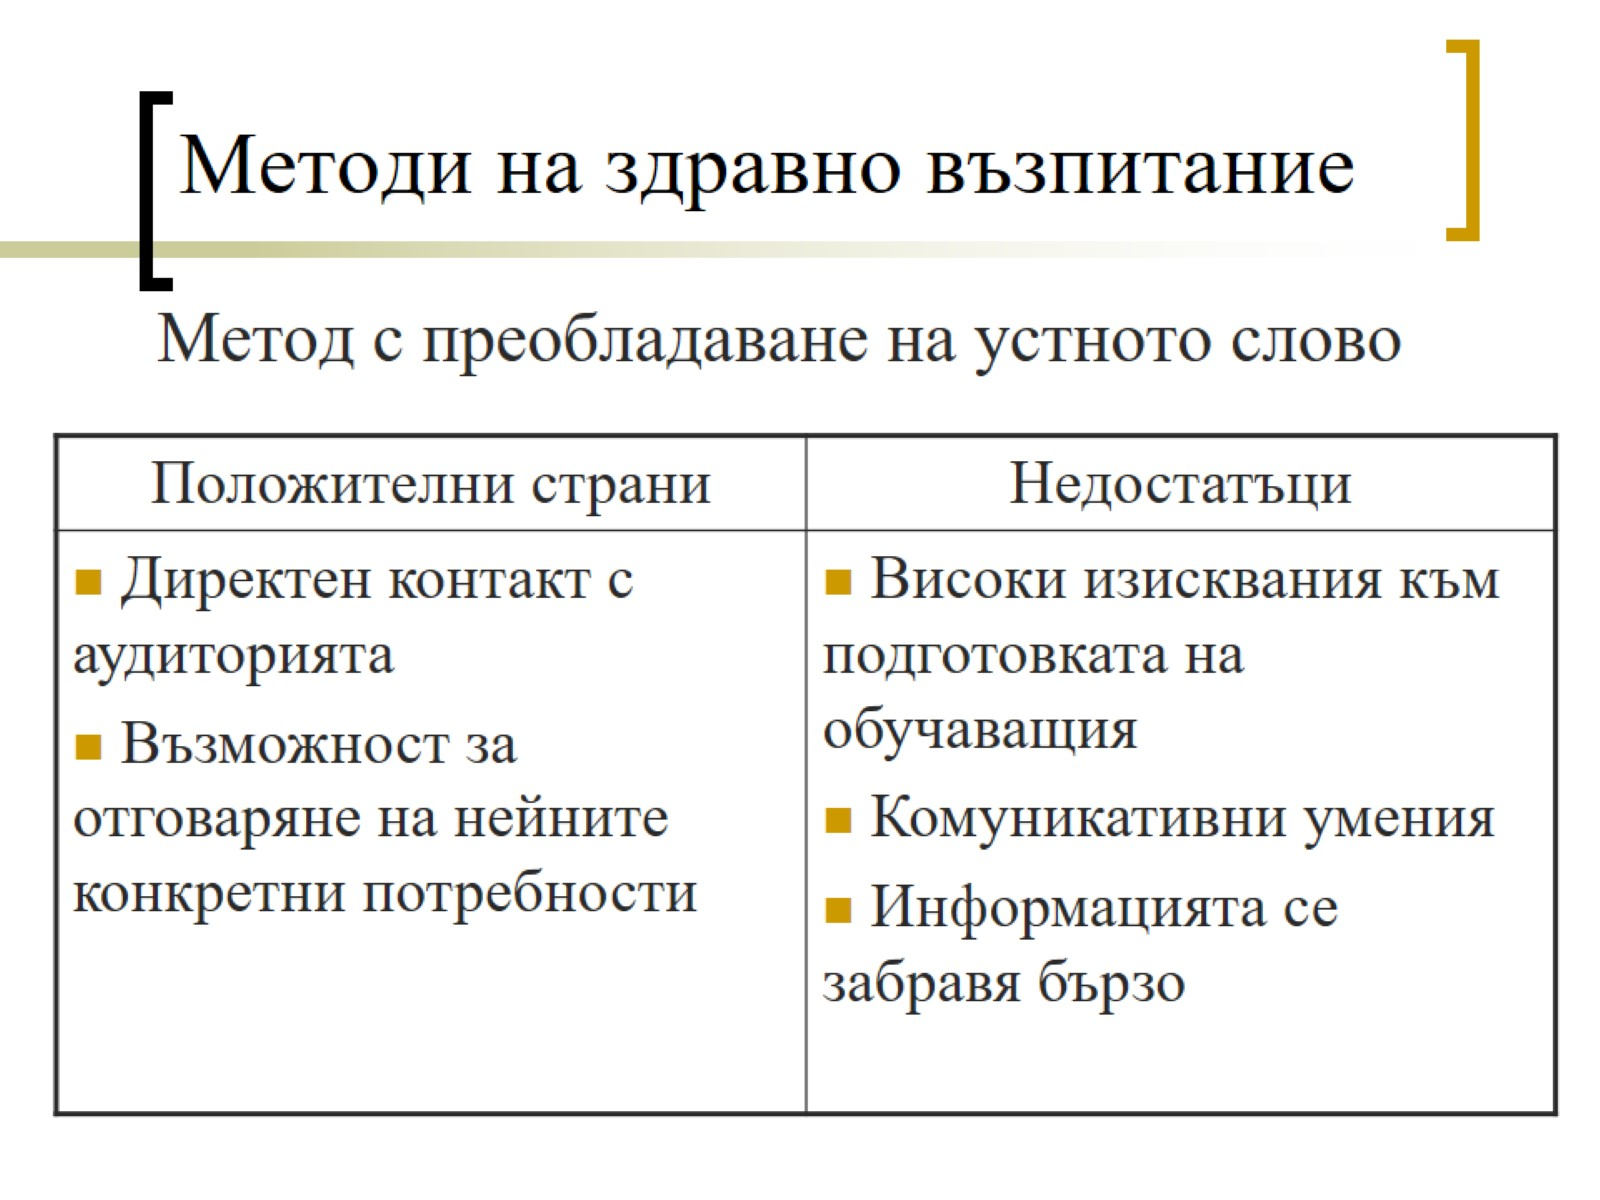 Методи на здравно възпитание
Метод с преобладаване на устното слово
Положителни страни
Недостатъци
Директен контакт с
аудиторията
Възможност за
отговаряне на нейните
конкретни потребности
Високи изисквания към
подготовката на
обучаващия
Комуникативни умения
Информацията се
забравя бързо